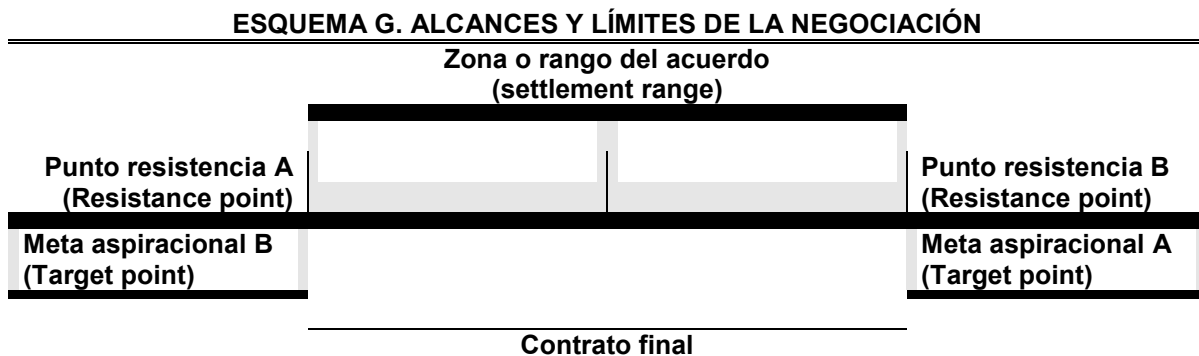 ESQUEMA G. ALCANCES Y LÍMITES DE LA NEGOCIACIÓN
Zona o rango del acuerdo
(settlement range)
Punto resistencia A
(Resistance point)
Punto resistencia B
(Resistance point)
Meta aspiracional B
(Target point)
Meta aspiracional A
(Target point)
Contrato final